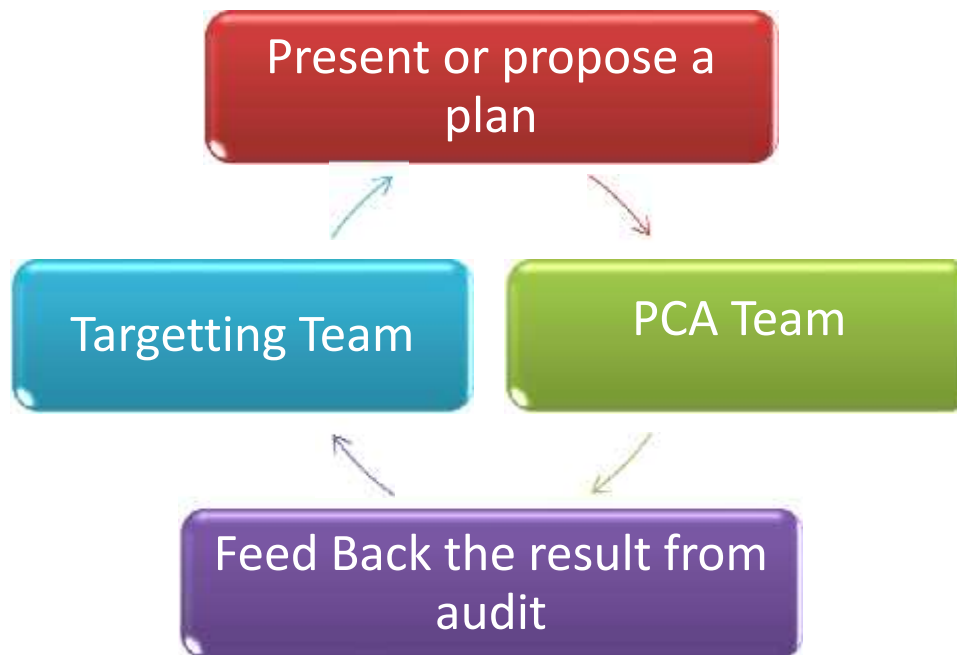 Present or propose a
plan
Targetting Team
PCA Team
Feed Back the result from
audit